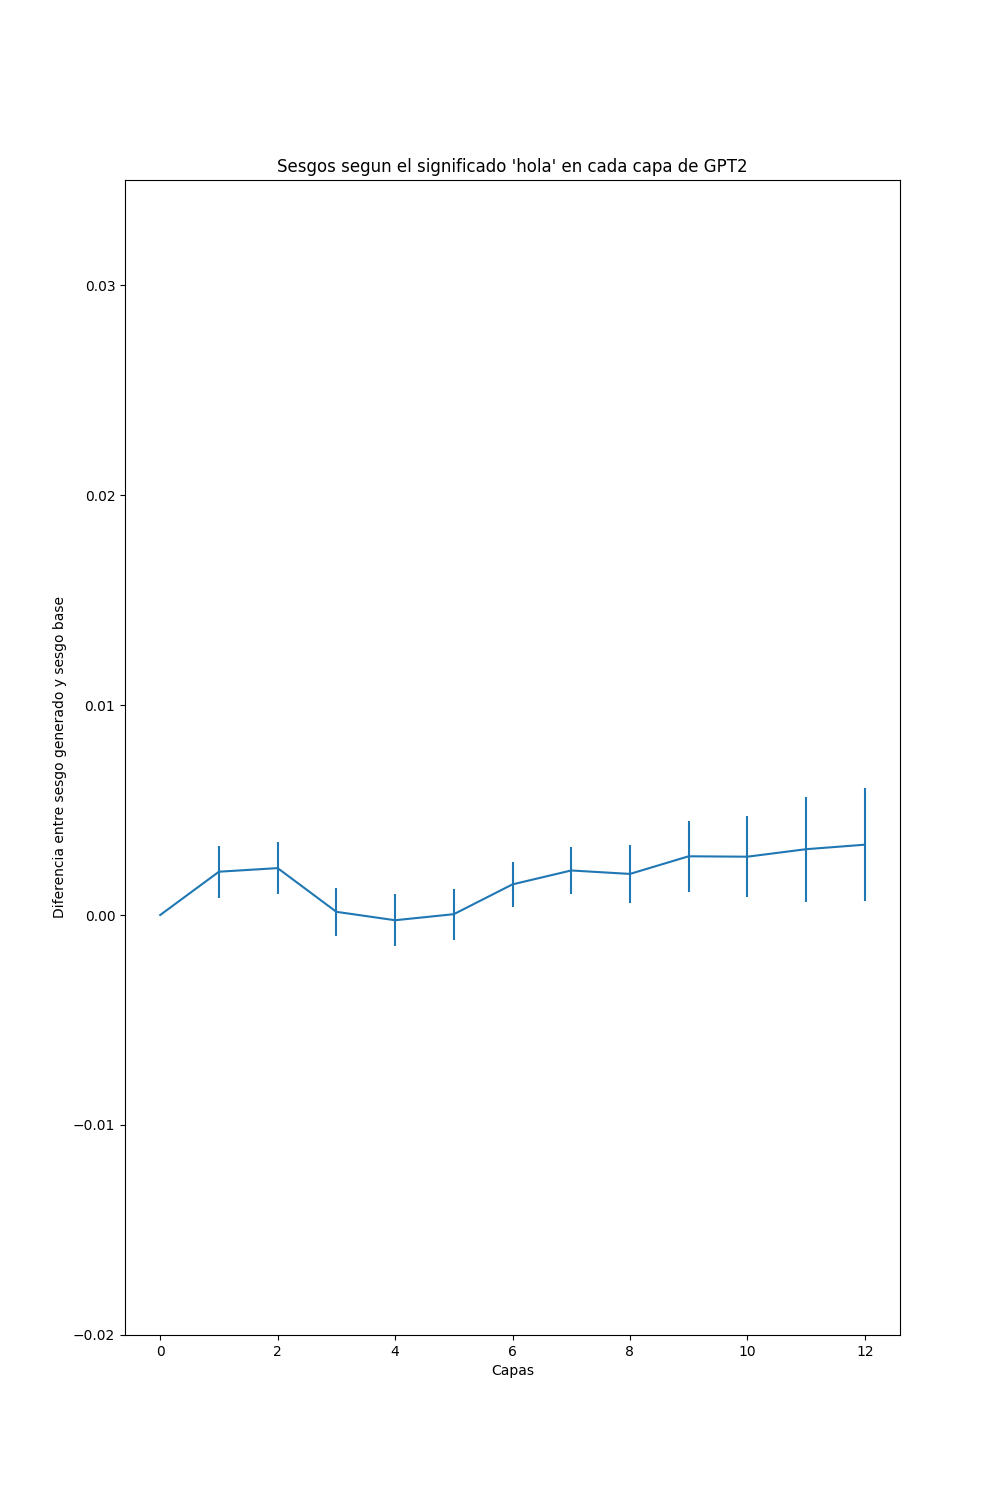 Sesgos segun el significado 'hola' en cada capa de GPT2
Diferencia entre sesgo generado y sesgo base
0.03
0.02
0.01
0.00
−0.01
−0.02
0 2 4 6 8 10 12
Capas